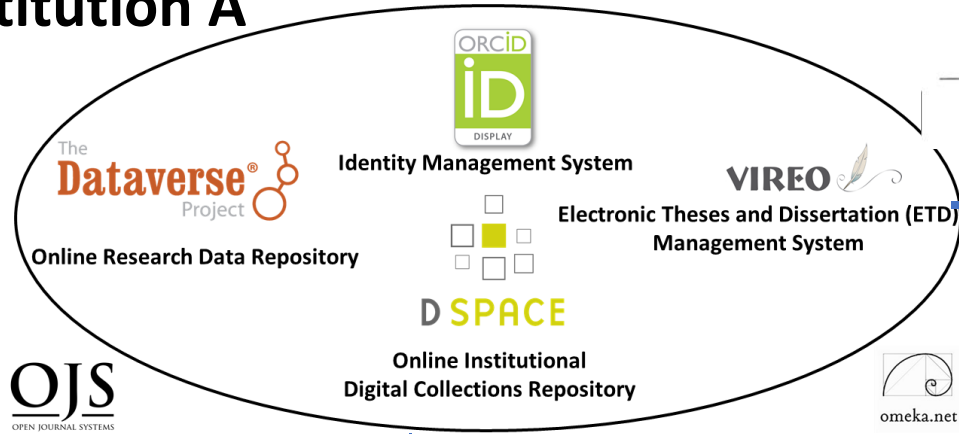 stitution A
ORCID
iD
DISPLAY
Identity Management System
The
Dataverse®
Project
Online Research Data Repository
VIREO
Electronic Theses and Dissertation (ETD)
Management System
D SPACE
Online Institutional
Digital Collections Repository
OJS
OPEN JOURNAL SYSTEMS
omeka.net